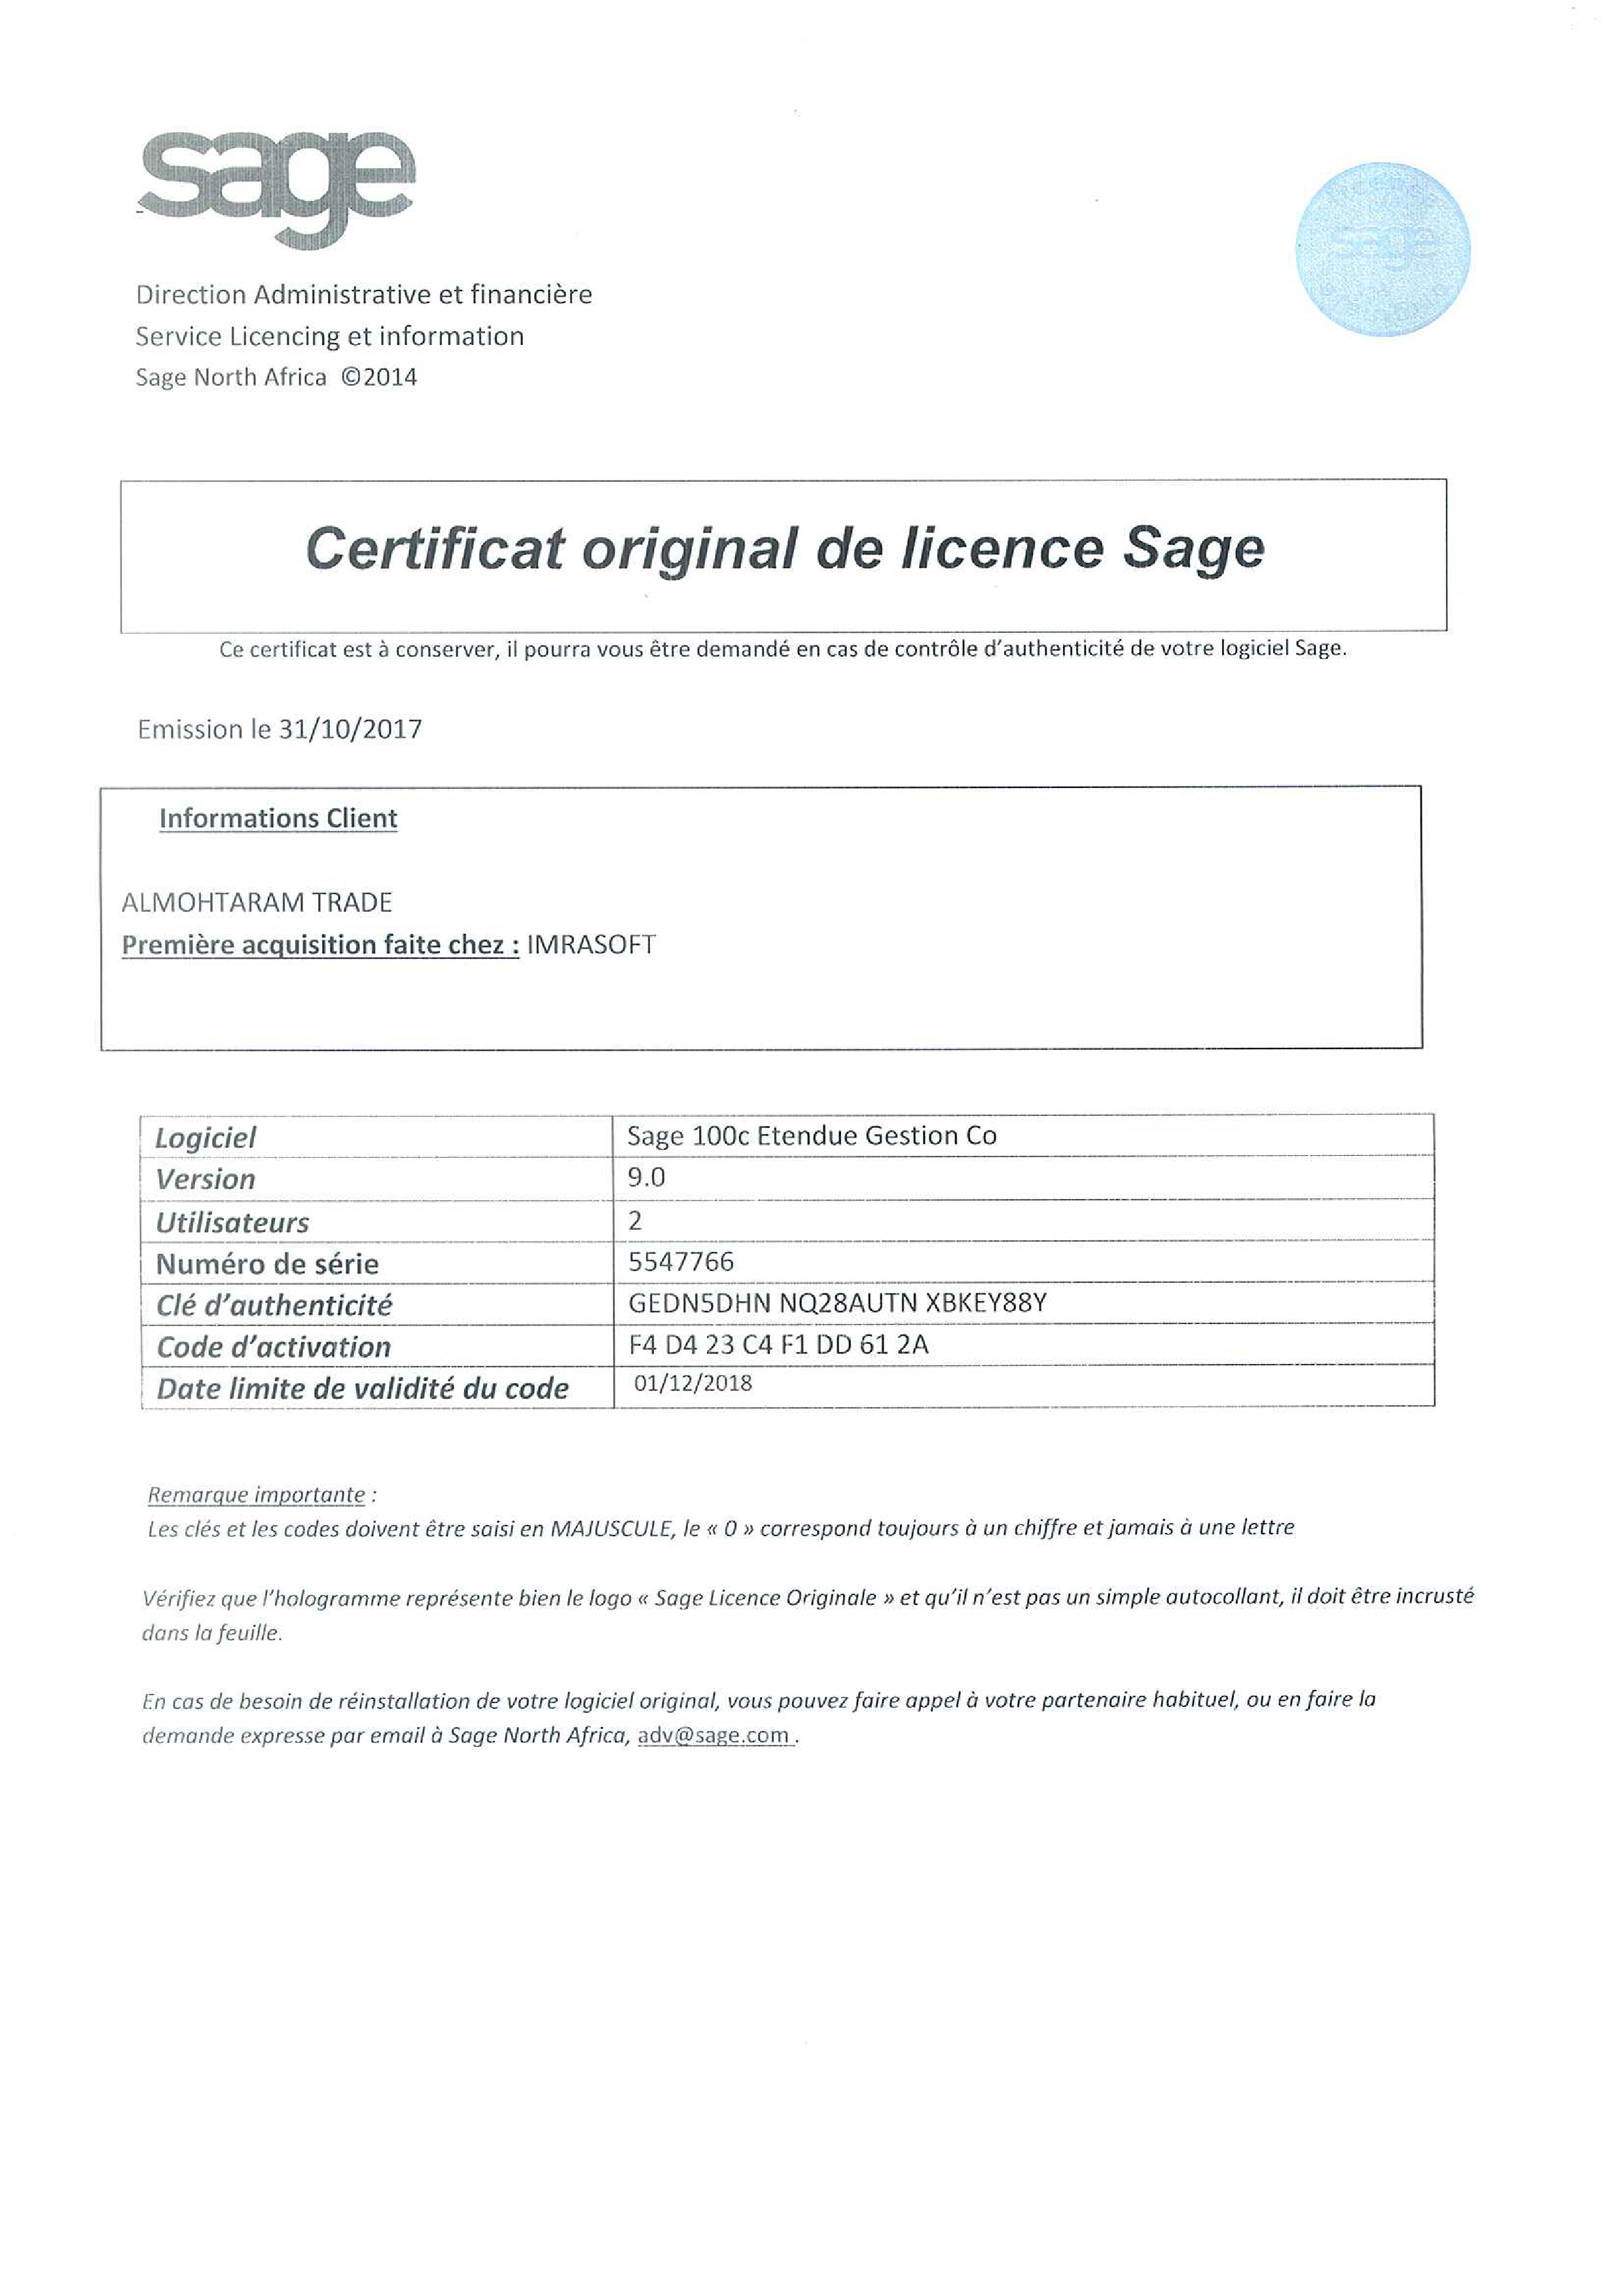 sage
sage
Direction Administrative et financière
Service Licencing et information
Sage North Africa ©2014
Certificat original de licence Sage
Ce certificat est à conserver, il pourra vous être demandé en cas de contrôle d'authenticité de votre logiciel Sage.
Emission le 31/10/2017
Informations Client
ALMOHTARAM TRADE
Première acquisition faite chez : IMRASOFT
Logiciel Sage 100c Etendue Gestion Co
Version 9.0
Utilisateurs 2
Numéro de série 5547766
Clé d'authenticité GEDN5DHN NQ28AUTN XBKEY88Y
Code d'activation F4 D4 23 C4 F1 DD 61 2A
Date limite de validité du code 01/12/2018
Remarque importante :
Les clés et les codes doivent être saisi en MAJUSCULE, le « 0 » correspond toujours à un chiffre et jamais à une lettre
Vérifiez que l'hologramme représente bien le logo « Sage Licence Originale » et qu'il n'est pas un simple autocollant, il doit être incrusté
dans la feuille.
En cas de besoin de réinstallation de votre logiciel original, vous pouvez faire appel à votre partenaire habituel, ou en faire la
demande expresse par email à Sage North Africa, adv@sage.com .